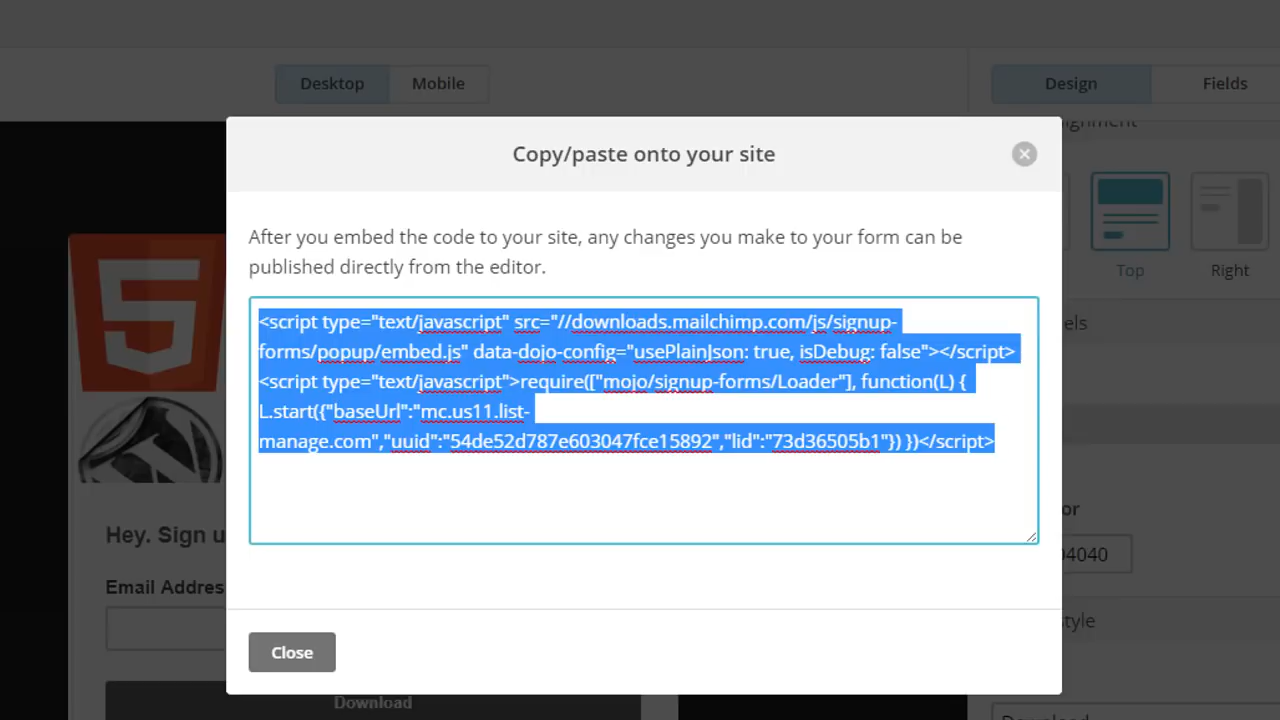 Desktop
Mobile
Design
Fields
Copy/paste onto your site
After you embed the code to your site, any changes you make to your form can be
published directly from the editor.
Top
Right
<script type="text/javascript" src="//downloads.mailchimp.com/js/signup-
forms/popup/embed.js" data-dojo-config="usePlainJson: true, isDebug: false"></script>
<script type="text/javascript">require(["mojo/signup-forms/Loader"], function(L) {
L.start({"baseUrl":"mc.us11.list-
manage.com","uuid":"54de52d787e603047fce15892","lid":"73d36505b1"}) })</script>
5
Hey. Sign u
Email Addres
04040
Close
Download